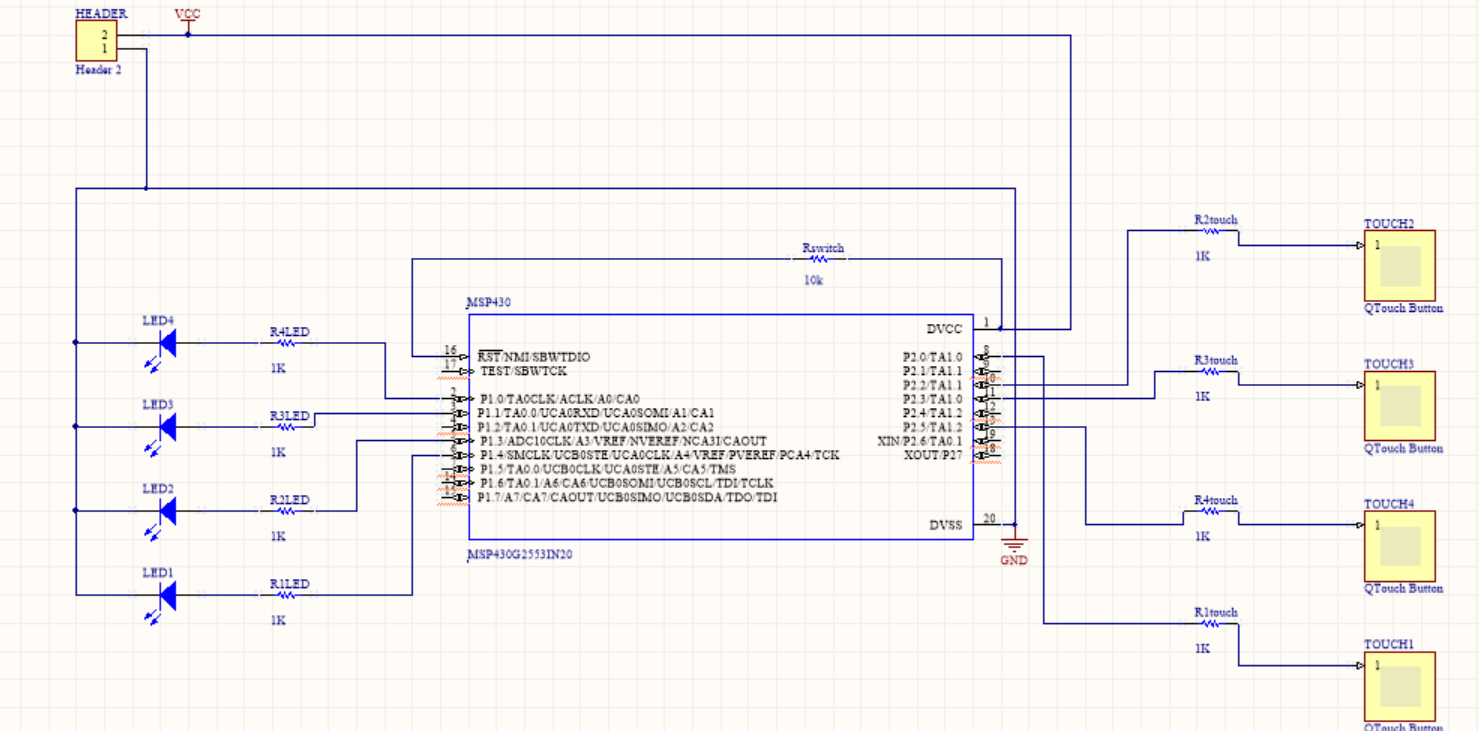 HEADER
VCC
2
1
Header 2
R2touch
TOUCH2
1
1K
QTouch Button
Rswitch
10k
MSP430
LED4
R4LED
1K
DVCC
1
16
RST/NMI/SBWTDIO
17
TEST/SBWTCK
2
P1.0/TA0CLK/ACLK/A0/CA0
P1.1/TA0.0/UCA0RXD/UCA0SOMI/A1/CA1
P1.2/TA0.1/UCA0TXD/UCA0SIMO/A2/CA2
P1.3/ADC10CLK/A3/VREF/NVEREF/NCA3I/CAOUT
P1.4/SMCLK/UCB0STE/UCA0CLK/A4/VREF/PVEREF/PCA4/TCK
P1.5/TA0.0/UCB0CLK/UCA0STE/A5/CA5/TMS
P1.6/TA0.1/A6/CA6/UCB0SOMI/UCB0SCL/TDI/TCLK
P1.7/A7/CA7/CAOUT/UCB0SIMO/UCB0SDA/TDO/TDI
P2.0/TA1.0
8
P2.1/TA1.1
P2.2/TA1.1
10
P2.3/TA1.0
11
P2.4/TA1.2
P2.5/TA1.2
XIN/P2.6/TA0.1
XOUT/P27
18
DVSS
20
GND
MSP430G2553IN20
LED3
R3LED
1K
LED2
R2LED
1K
LED1
R1LED
1K
R3touch
TOUCH3
1
1K
QTouch Button
R4touch
TOUCH4
1
1K
QTouch Button
R1touch
TOUCH1
1K
1
QTouch Button